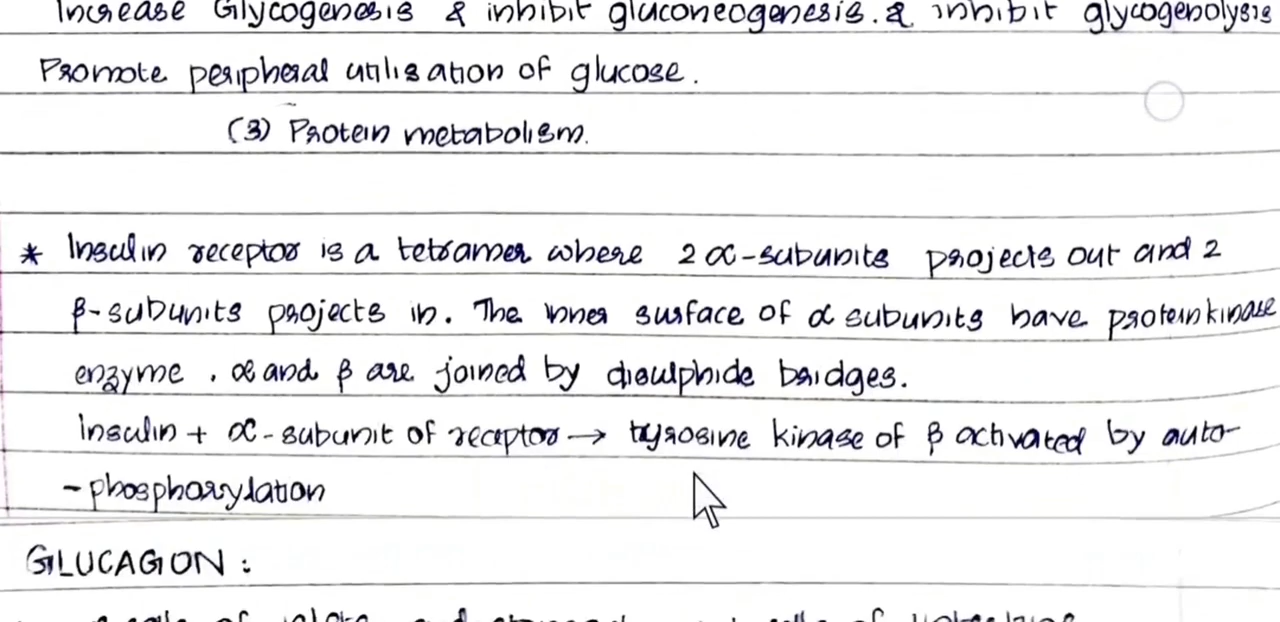 Increase Glycogenesis & inhibit gluconeogenesis. & inhibit glycogenolysis
Promote peripheral utilisation of glucose.
(3) Protein metabolism.
* Insulin receptor is a tetramer where 2 α-subunits projects out and 2
β-subunits projects in. The inner surface of α subunits have protein kinase
enzyme. α and β are joined by disulphide bridges.
Insulin + α-subunit of receptor → tyrosine kinase of β activated by auto-
-phosphorylation
GLUCAGON :